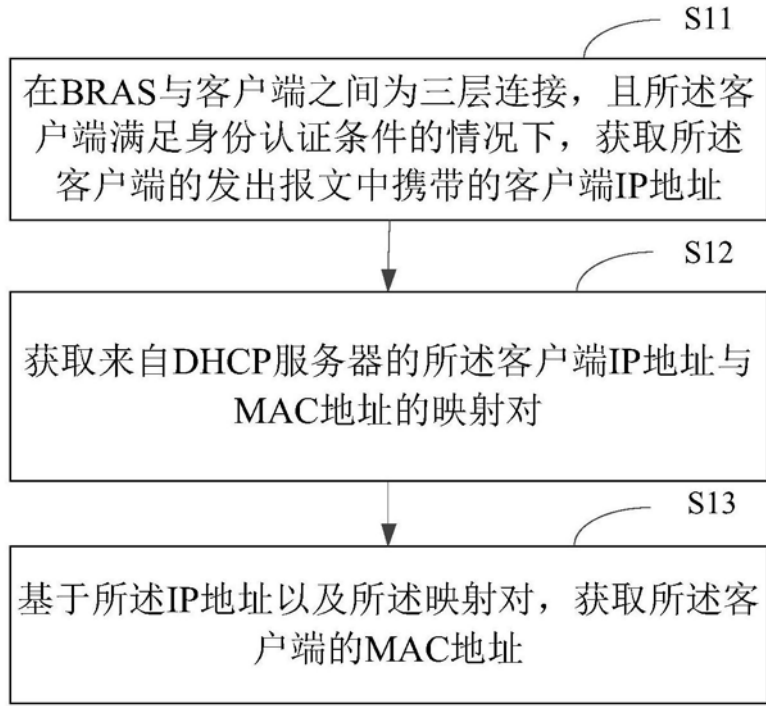 S11
在BRAS与客户端之间为三层连接，且所述客
户端满足身份认证条件的情况下，获取所述
客户端的发出报文中携带的客户端IP地址
S12
获取来自DHCP服务器的所述客户端IP地址与
MAC地址的映射对
S13
基于所述IP地址以及所述映射对，获取所述客
户端的MAC地址